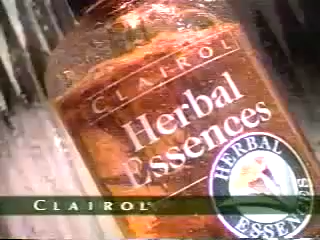 CLAIROL
Herbal
Essences
CLAIROL
HERBAL
ESSENCES